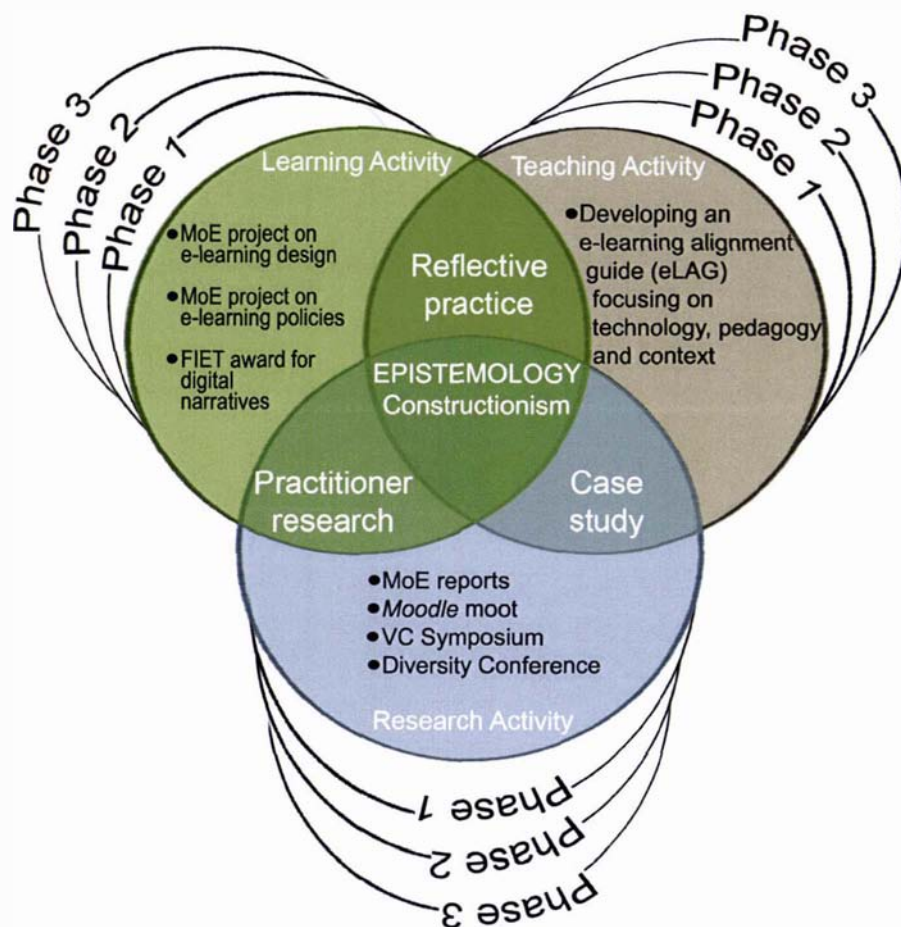 Phase 3
Phase 2
Phase 1
Phase 3
Phase 2
Phase 1
Learning Activity
•MoE project on
e-learning design
•MoE project on
e-learning policies
•FIET award for
digital
narratives
Teaching Activity
•Developing an
e-learning alignment
guide (eLAG)
focusing on
technology, pedagogy
and context
Reflective
practice
EPISTEMOLOGY
Constructionism
Practitioner
research
Case
study
•MoE reports
•Moodle moot
•VC Symposium
•Diversity Conference
Research Activity
Phase 1
Phase 2
Phase 3